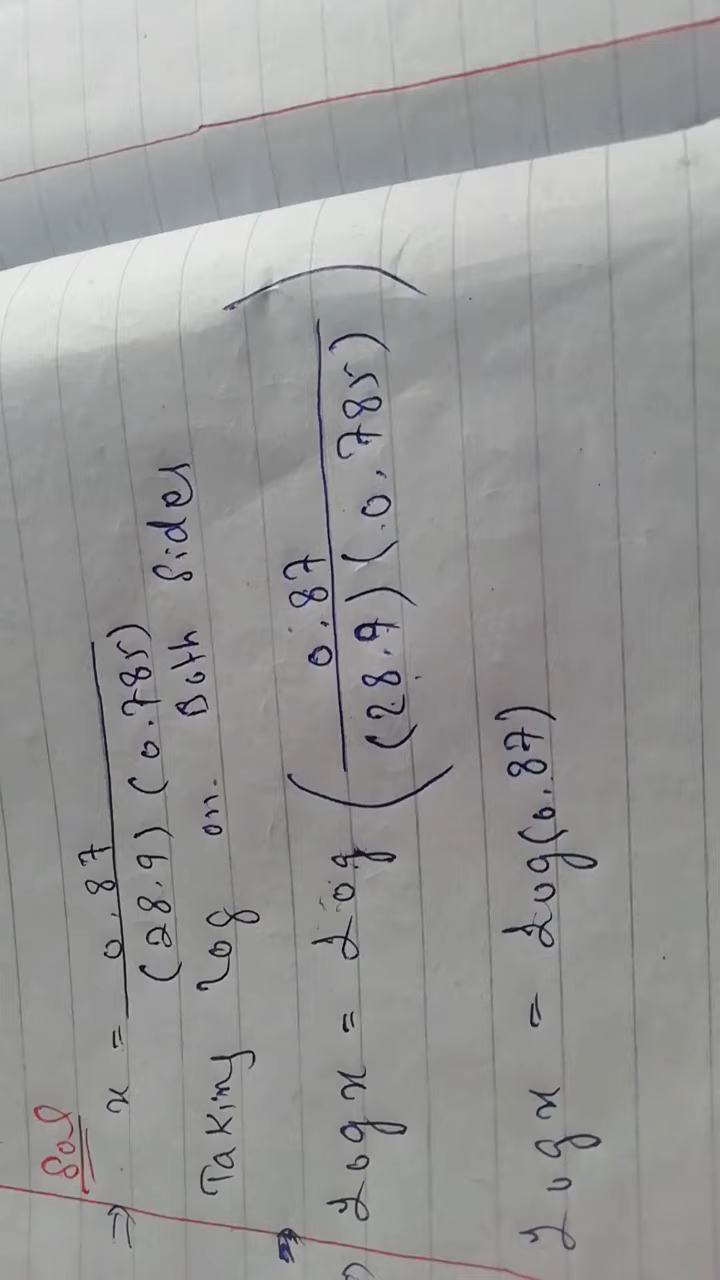 Sol
⇒ x = 0.87 / (28.9) (0.785)
Taking log on. Both Sides
⇒ Log x = Log ( 0.87 / (28.9) (0.785) )
Log x = Log(0.87)